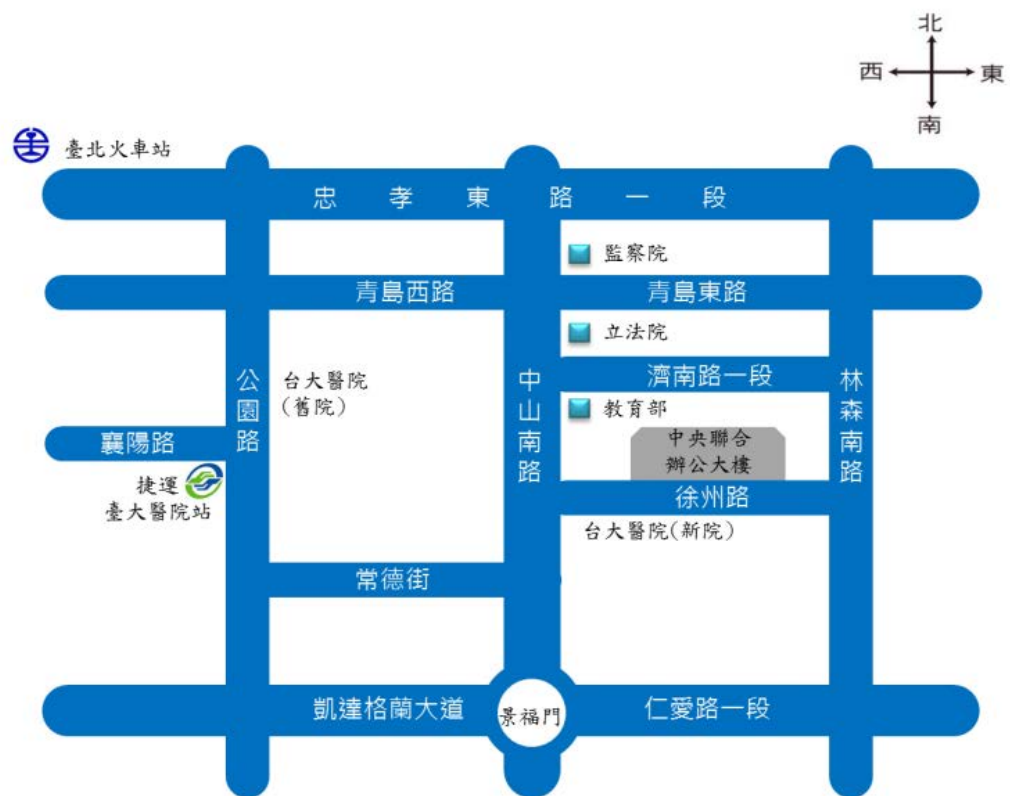 北
西
東
南
臺北火車站
忠孝東路一段
監察院
青島西路
青島東路
立法院
濟南路一段
公園路
台大醫院
(舊院)
中山南路
林森南路
教育部
襄陽路
中央聯合
辦公大樓
捷運
臺大醫院站
徐州路
台大醫院(新院)
常德街
凱達格蘭大道
景福門
仁愛路一段